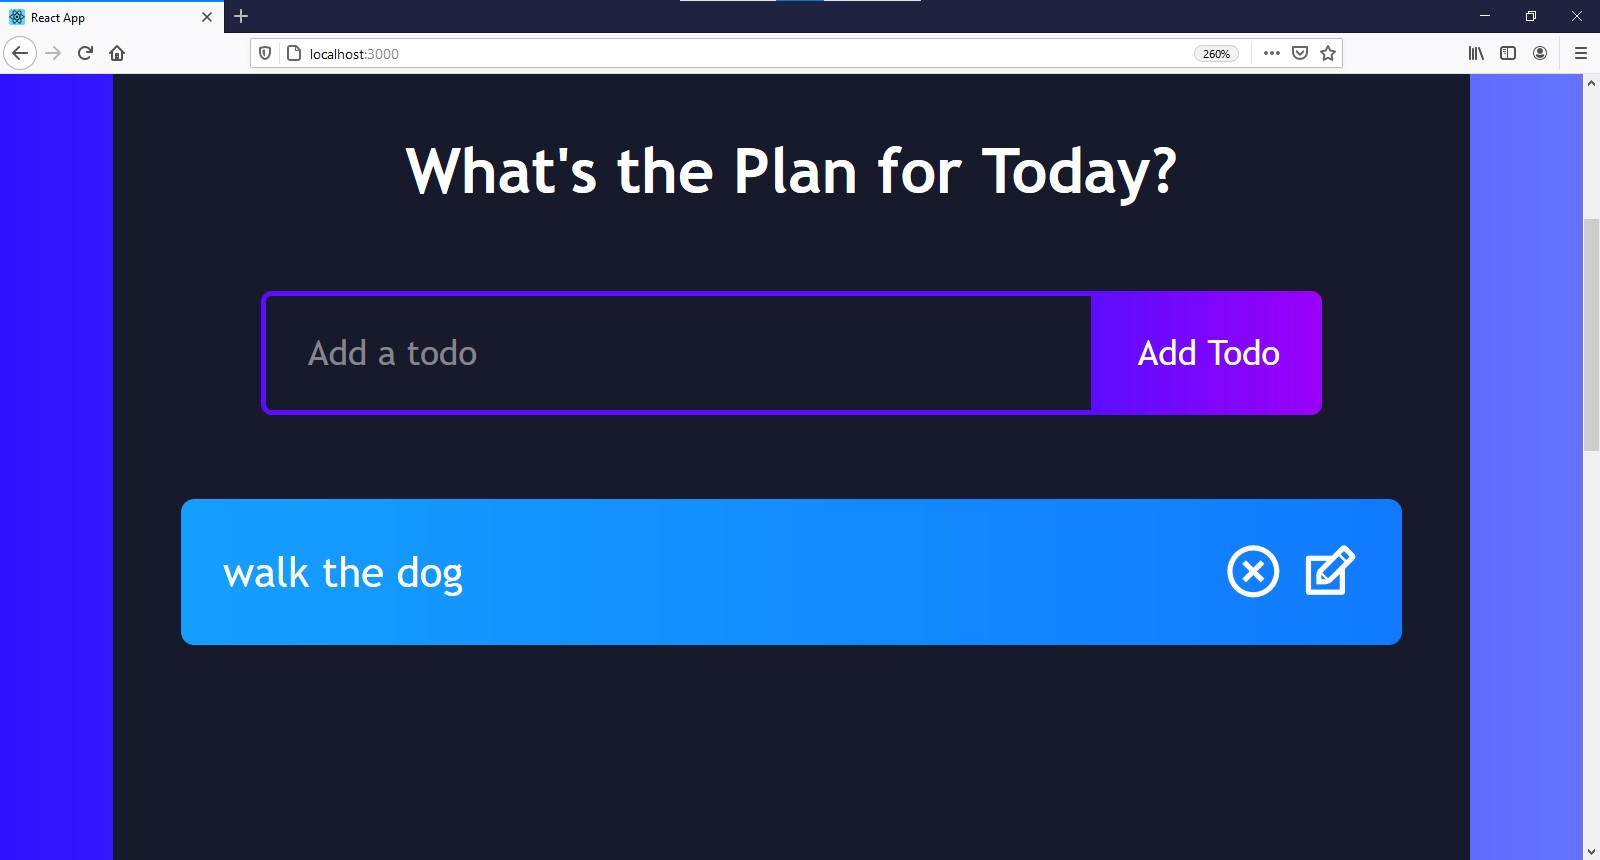 React App
localhost:3000
260%
What's the Plan for Today?
Add a todo
Add Todo
walk the dog